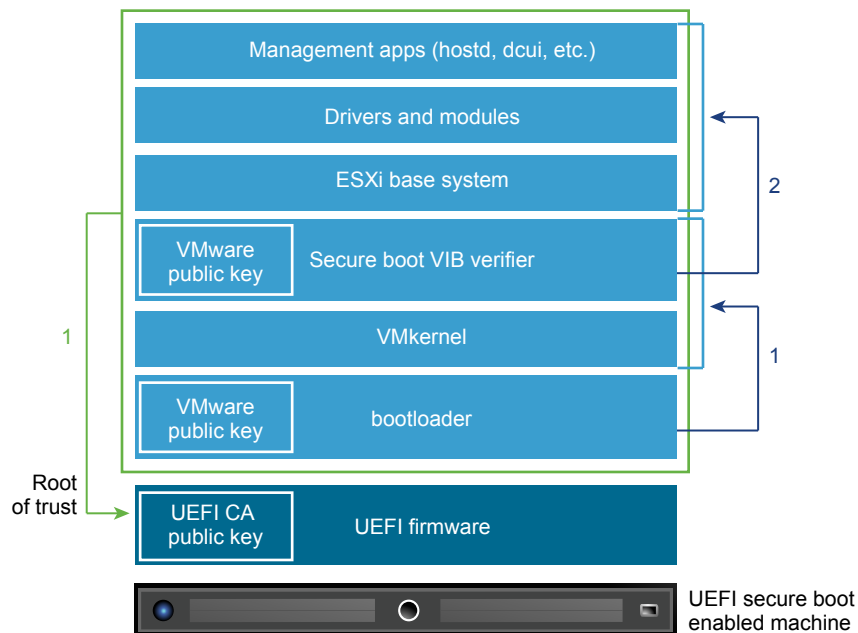 Management apps (hostd, dcui, etc.)
Drivers and modules
2
ESXi base system
VMware
public key
Secure boot VIB verifier
1
VMkernel
1
VMware
public key
bootloader
Root
of trust
UEFI CA
public key
UEFI firmware
UEFI secure boot
enabled machine